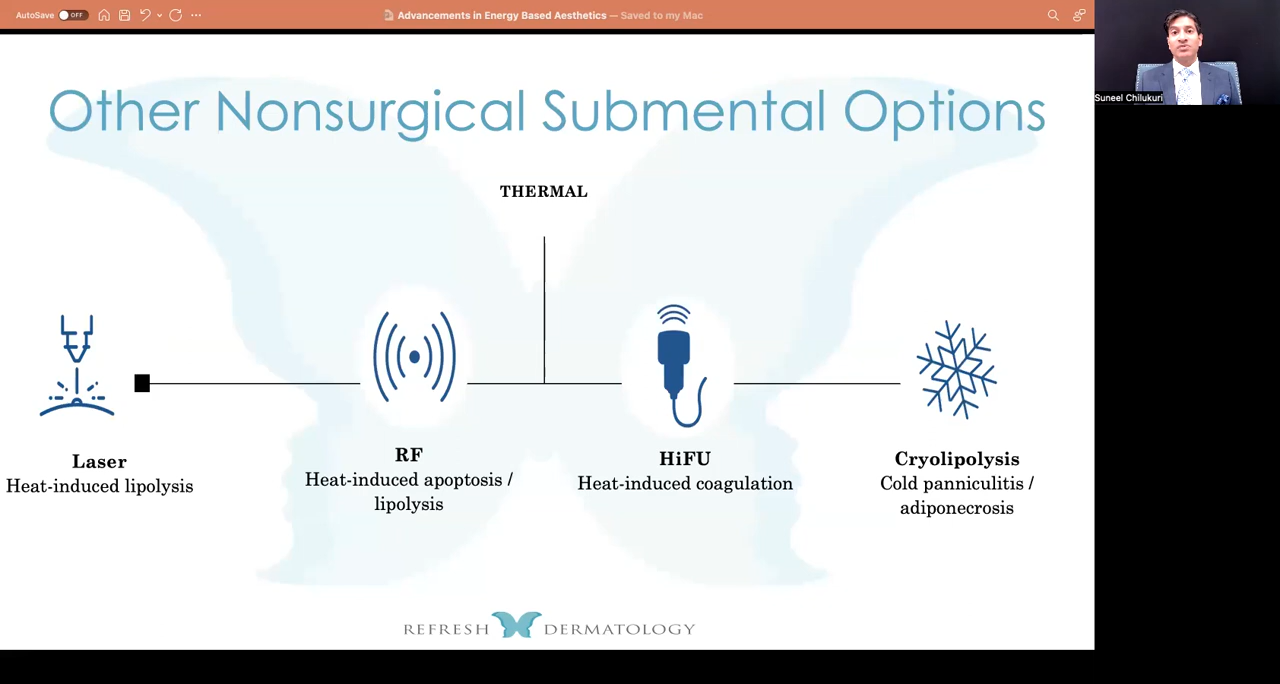 AutoSave OFF
Advancements in Energy Based Aesthetics — Saved to my Mac
Suneel Chilukuri
Other Nonsurgical Submental Options
THERMAL
Laser
Heat-induced lipolysis
RF
Heat-induced apoptosis /
lipolysis
HiFU
Heat-induced coagulation
Cryolipolysis
Cold panniculitis /
adiponecrosis
REFRESH DERMATOLOGY